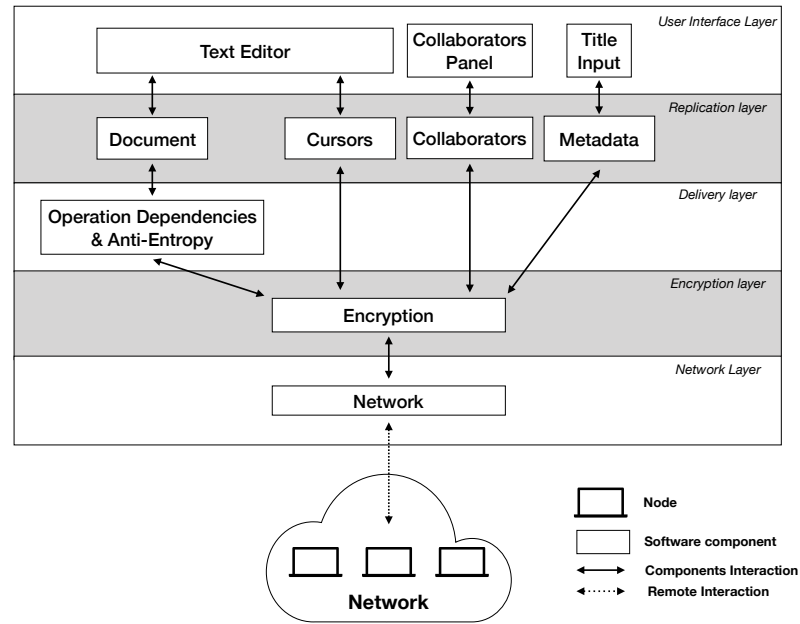 User Interface Layer
Text Editor
Collaborators
Panel
Title
Input
Replication layer
Document
Cursors
Collaborators
Metadata
Delivery layer
Operation Dependencies
& Anti-Entropy
Encryption layer
Encryption
Network Layer
Network
Node
Software component
Components Interaction
Remote Interaction
Network